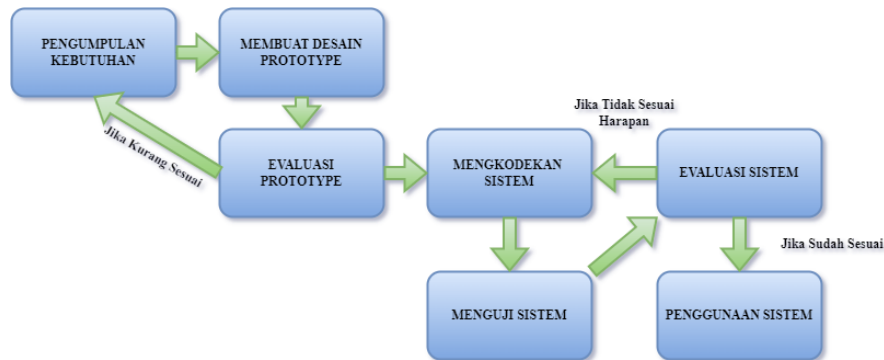 PENGUMPULAN
KEBUTUHAN
MEMBUAT DESAIN
PROTOTYPE
Jika Kurang Sesuai
EVALUASI
PROTOTYPE
MENGKODEKAN
SISTEM
Jika Tidak Sesuai
Harapan
EVALUASI SISTEM
Jika Sudah Sesuai
MENGUJI SISTEM
PENGGUNAAN SISTEM